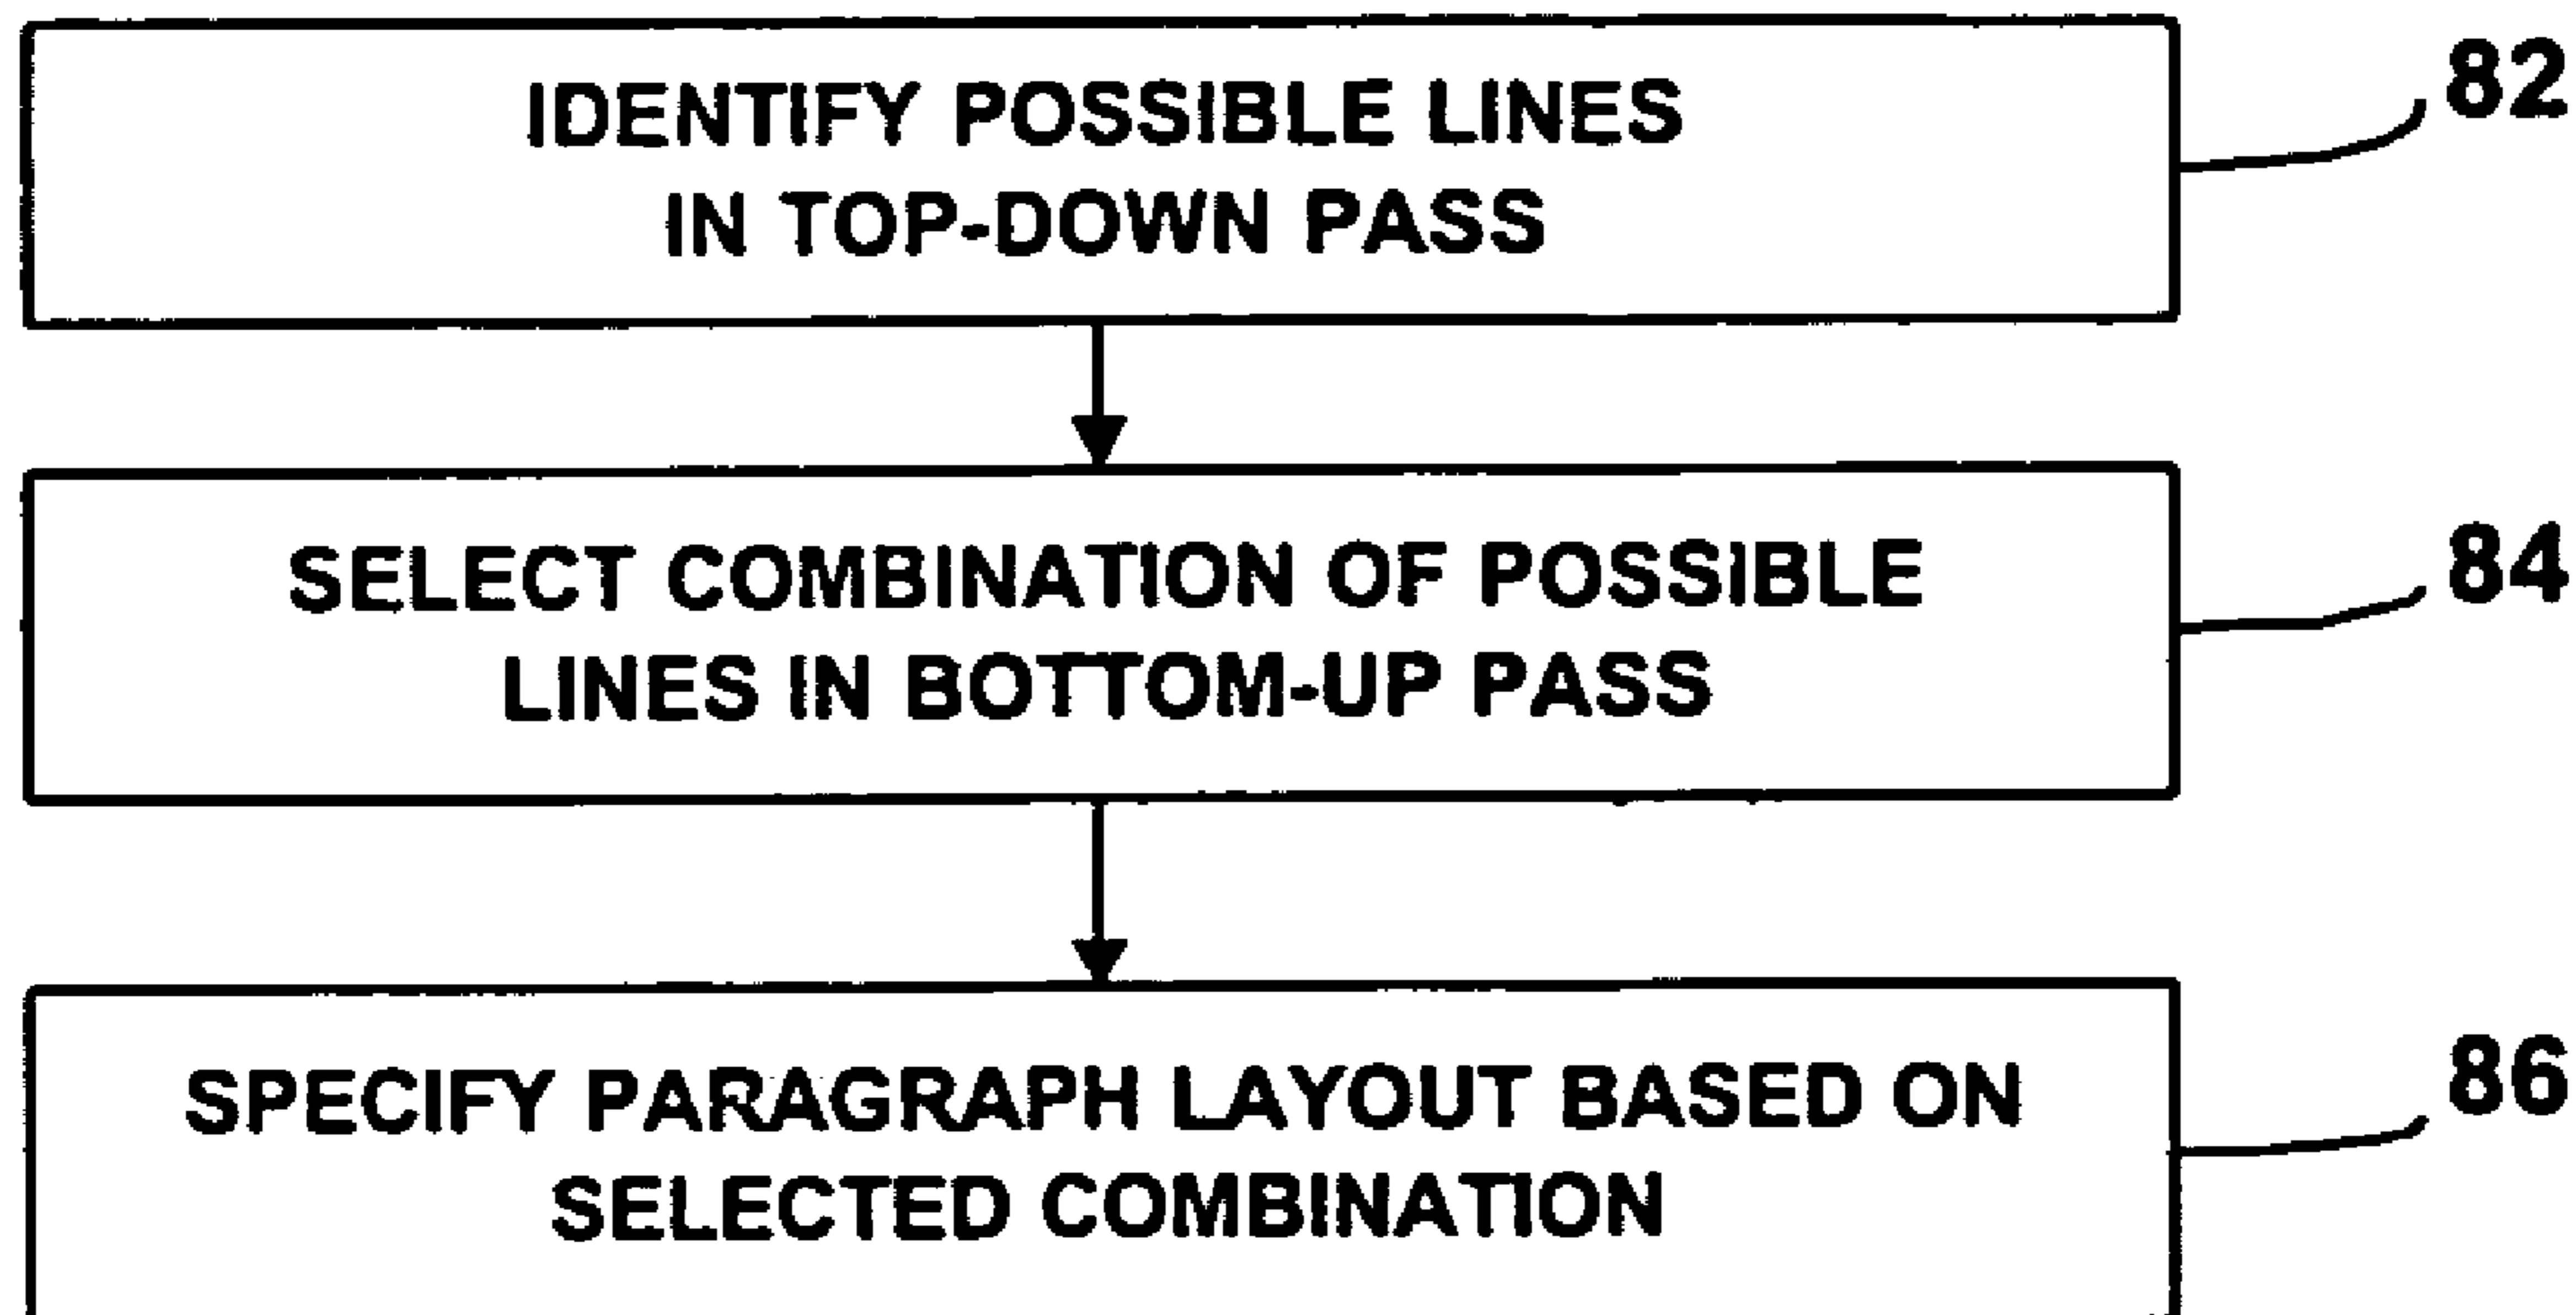 IDENTIFY POSSIBLE LINES
IN TOP-DOWN PASS
82
SELECT COMBINATION OF POSSIBLE
LINES IN BOTTOM-UP PASS
84
SPECIFY PARAGRAPH LAYOUT BASED ON
SELECTED COMBINATION
86